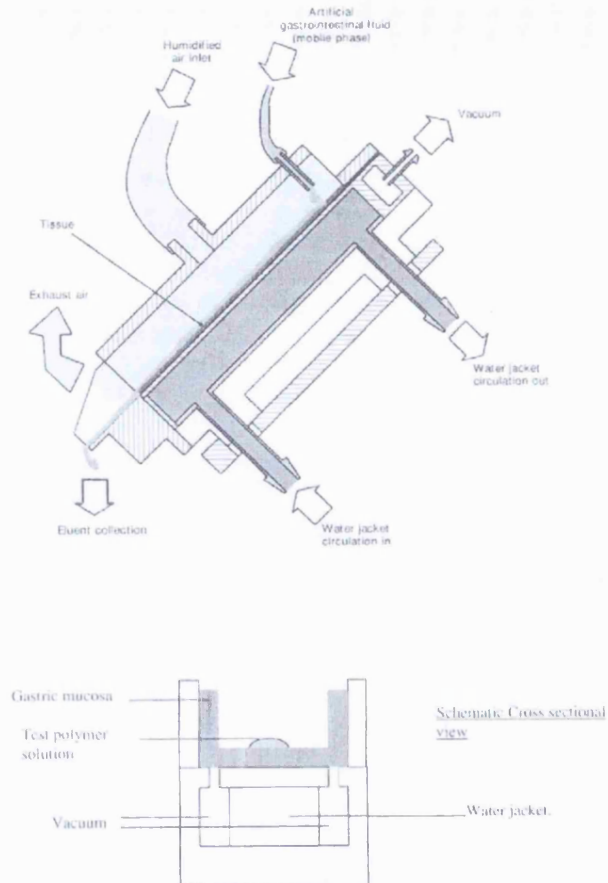 Artificial
gastrointestinal fluid
(mobile phase)
Humidified
air inlet
Vacuum
Tissue
Exhaust air
Water jacket
circulation out
Eluent collection
Water jacket
circulation in
Gastric mucosa
Test polymer
solution
Schematic Cross sectional
view
Vacuum
Water jacket.